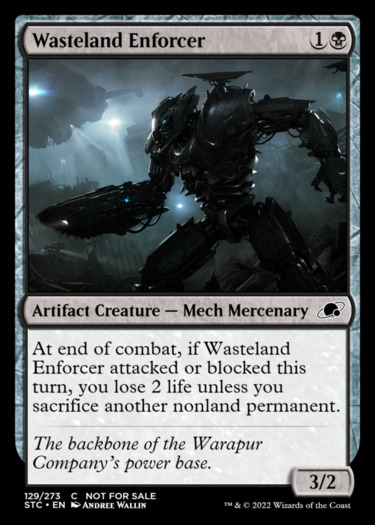 Wasteland Enforcer 1
Artifact Creature — Mech Mercenary
At end of combat, if Wasteland
Enforcer attacked or blocked this
turn, you lose 2 life unless you
sacrifice another nonland permanent.
The backbone of the Warapur
Company's power base.
3/2
129/273 C NOT FOR SALE
STC • EN Andree Wallin
™ & © 2022 Wizards of the Coast